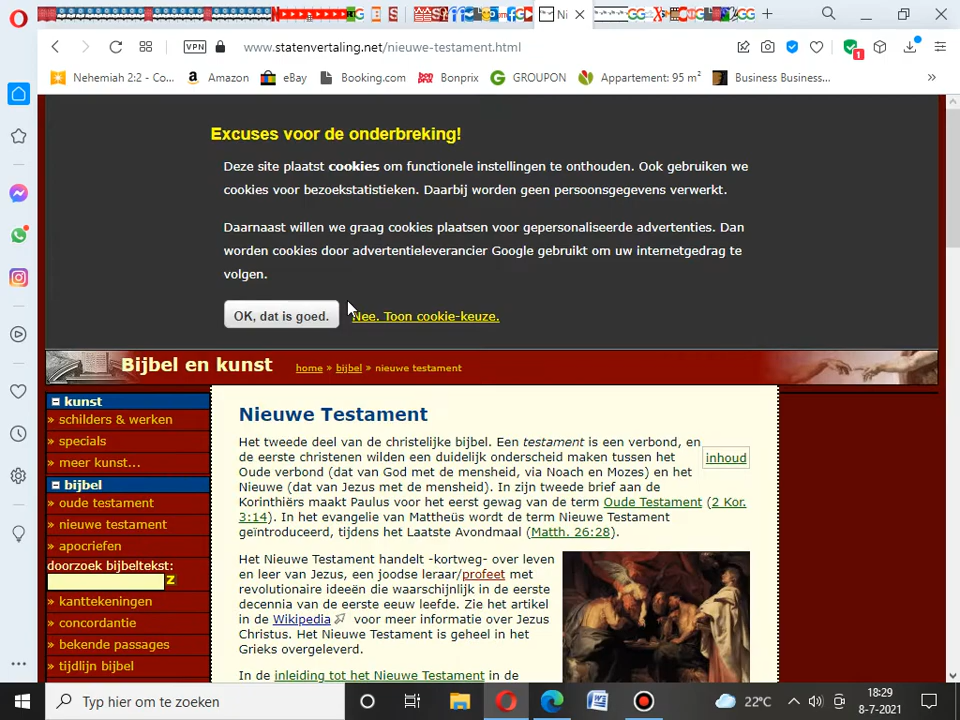 Ni
VPN
www.statenvertaling.net/nieuwe-testament.html
1
Nehemiah 2:2 - Co...
Amazon
eBay
Booking.com
Bonprix
GROUPON
Appartement: 95 m²
Business Business...
»
Excuses voor de onderbreking!
Deze site plaatst cookies om functionele instellingen te onthouden. Ook gebruiken we
cookies voor bezoekstatistieken. Daarbij worden geen persoonsgegevens verwerkt.
Daarnaast willen we graag cookies plaatsen voor gepersonaliseerde advertenties. Dan
worden cookies door advertentieleverancier Google gebruikt om uw internetgedrag te
volgen.
OK, dat is goed.
Nee. Toon cookie-keuze.
Bijbel en kunst
home » bijbel » nieuwe testament
kunst
» schilders & werken
» specials
» meer kunst...
bijbel
» oude testament
» nieuwe testament
» apocriefen
doorzoek bijbeltekst:
Z
» kanttekeningen
» concordantie
» bekende passages
» tijdlijn bijbel
Nieuwe Testament
inhoud
Het tweede deel van de christelijke bijbel. Een testament is een verbond, en
de eerste christenen wilden een duidelijk onderscheid maken tussen het
Oude verbond (dat van God met de mensheid, via Noach en Mozes) en het
Nieuwe (dat van Jezus met de mensheid). In zijn tweede brief aan de
Korinthiërs maakt Paulus voor het eerst gewag van de term Oude Testament (2 Kor.
3:14). In het evangelie van Mattheüs wordt de term Nieuwe Testament
geïntroduceerd, tijdens het Laatste Avondmaal (Matth. 26:28).
Het Nieuwe Testament handelt -kortweg- over leven
en leer van Jezus, een joodse leraar/profeet met
revolutionaire ideeën die waarschijnlijk in de eerste
decennia van de eerste eeuw leefde. Zie het artikel
in de Wikipedia voor meer informatie over Jezus
Christus. Het Nieuwe Testament is geheel in het
Grieks overgeleverd.
In de inleiding tot het Nieuwe Testament in de
Typ hier om te zoeken
22°C
18:29
8-7-2021